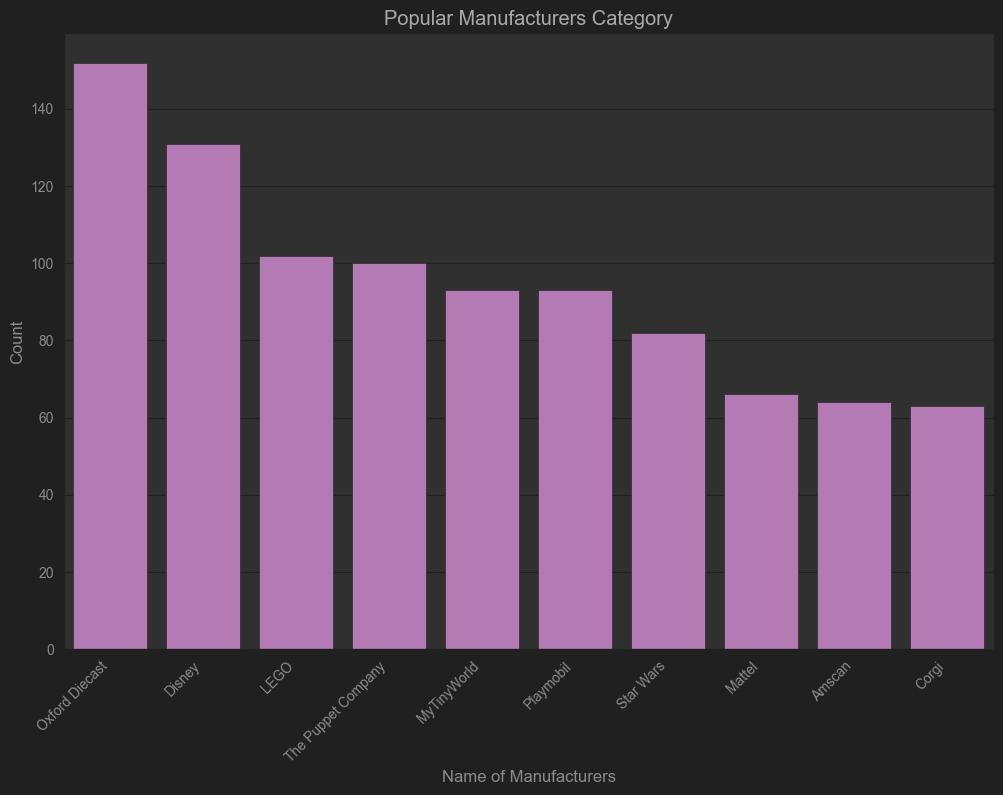 Popular Manufacturers Category
Count
140
120
100
80
60
40
20
0
Oxford Diecast
Disney
LEGO
The Puppet Company
MyTinyWorld
Playmobil
Star Wars
Mattel
Amscan
Corgi
Name of Manufacturers